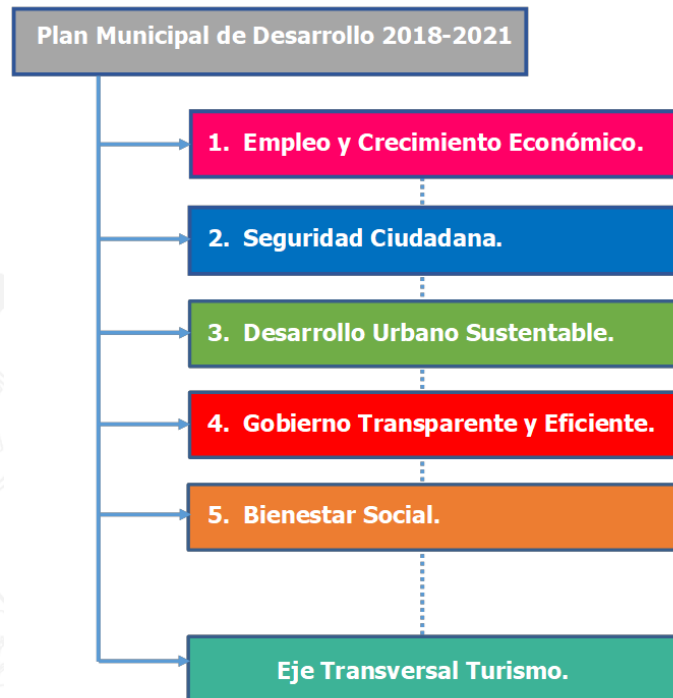 Plan Municipal de Desarrollo 2018-2021
1. Empleo y Crecimiento Económico.
2. Seguridad Ciudadana.
3. Desarrollo Urbano Sustentable.
4. Gobierno Transparente y Eficiente.
5. Bienestar Social.
Eje Transversal Turismo.